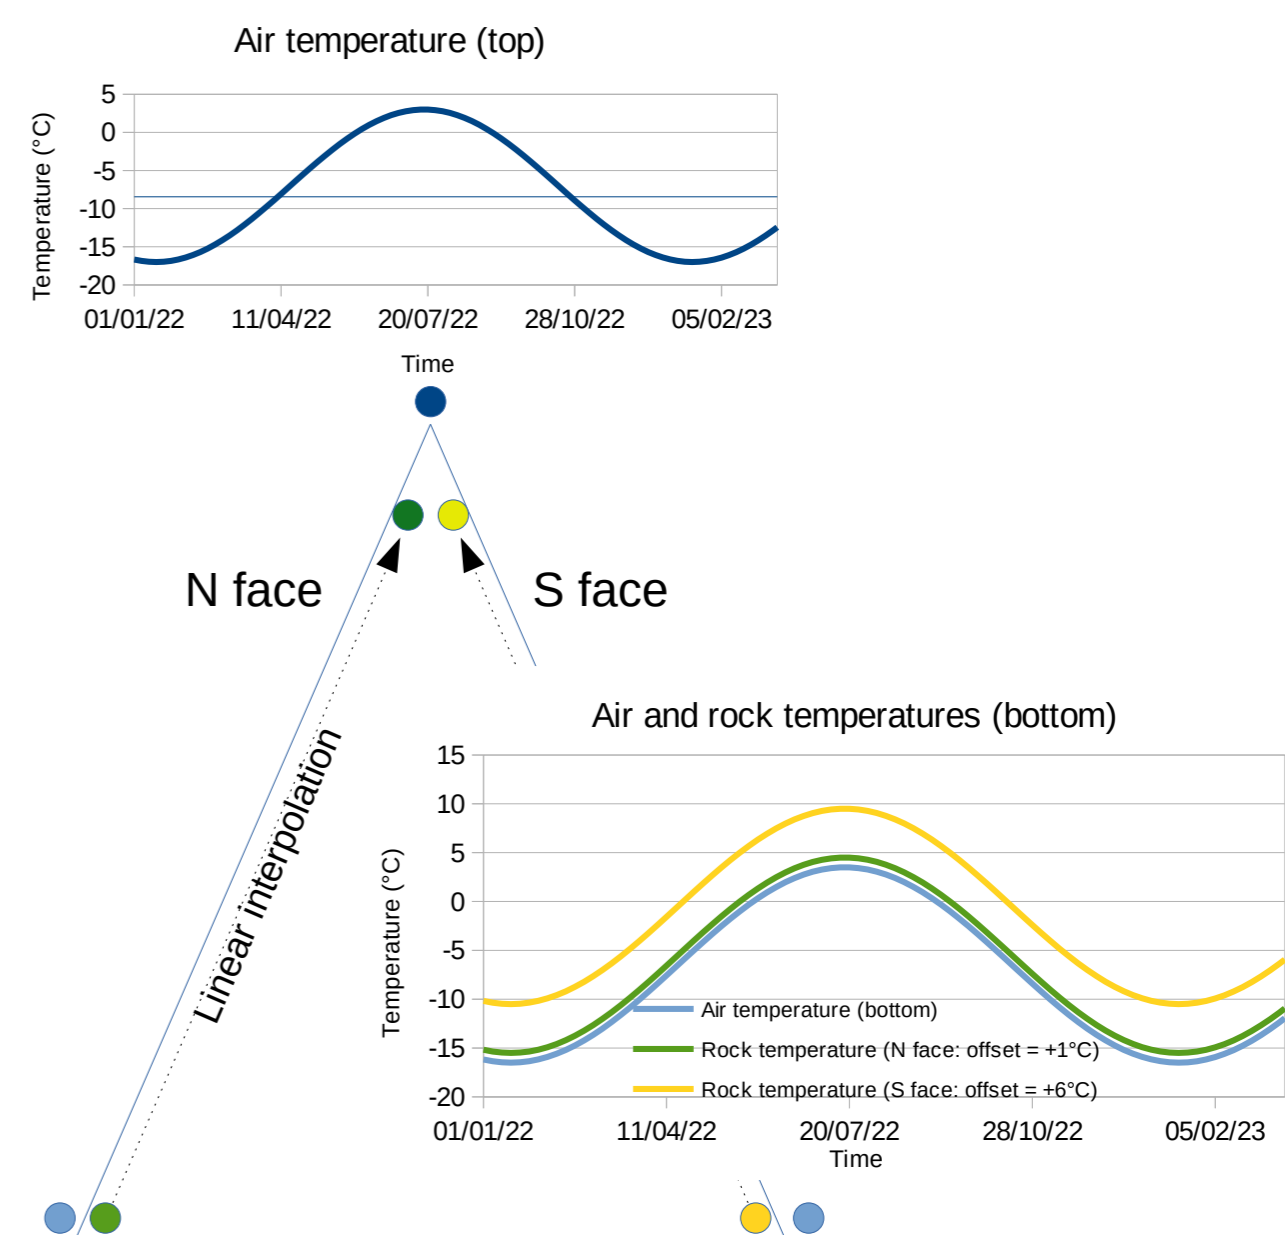 Air temperature (top)
Temperature (°C)
5
0
-5
-10
-15
-20
01/01/22 11/04/22 20/07/22 28/10/22 05/02/23
Time
N face
S face
Linear interpolation
Air and rock temperatures (bottom)
Temperature (°C)
15
10
5
0
-5
-10
-15
-20
Air temperature (bottom)
Rock temperature (N face: offset = +1°C)
Rock temperature (S face: offset = +6°C)
01/01/22 11/04/22 20/07/22 28/10/22 05/02/23
Time